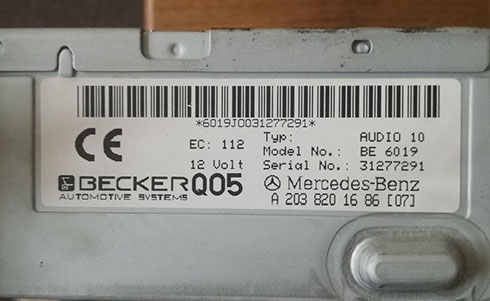 *6019J0031277291*
CE EC: 112 Typ: AUDIO 10
Model No.: BE 6019
12 Volt Serial No.: 31277291
BECKER Q05 Mercedes-Benz
AUTOMOTIVE SYSTEMS A 203 820 16 86 [07]